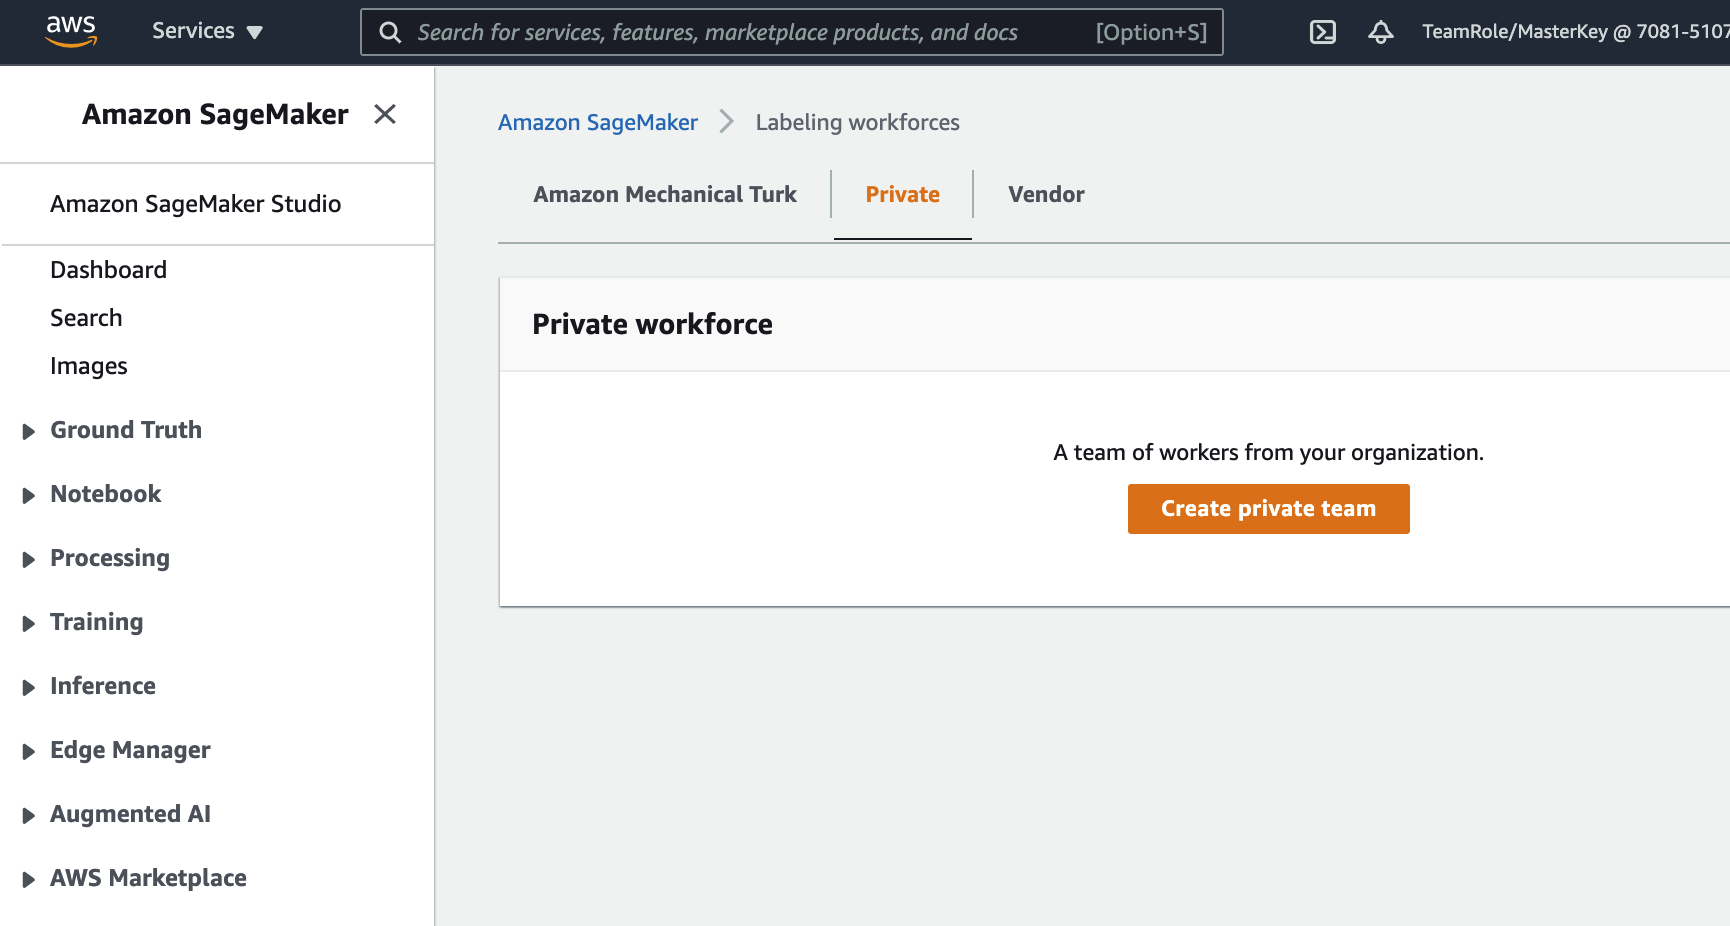 aws
Services
Search for services, features, marketplace products, and docs
[Option+S]
TeamRole/MasterKey @ 7081-5107
Amazon SageMaker
Amazon SageMaker Studio
Dashboard
Search
Images
Ground Truth
Notebook
Processing
Training
Inference
Edge Manager
Augmented AI
AWS Marketplace
Amazon SageMaker
Labeling workforces
Amazon Mechanical Turk
Private
Vendor
Private workforce
A team of workers from your organization.
Create private team